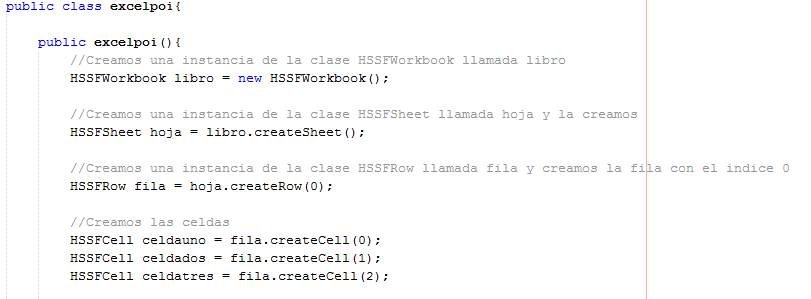 public class excelpoi{
public excelpoi(){
//Creamos una instancia de la clase HSSFWorkbook llamada libro
HSSFWorkbook libro = new HSSFWorkbook();
//Creamos una instancia de la clase HSSFSheet llamada hoja y la creamos
HSSFSheet hoja = libro.createSheet();
//Creamos una instancia de la clase HSSFRow llamada fila y creamos la fila con el indice 0
HSSFRow fila = hoja.createRow(0);
//Creamos las celdas
HSSFCell celdauno = fila.createCell(0);
HSSFCell celdados = fila.createCell(1);
HSSFCell celdatres = fila.createCell(2);